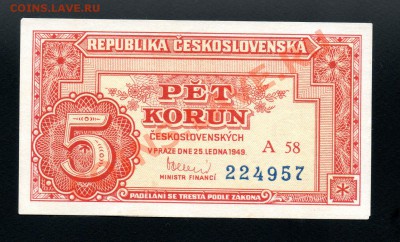 COINS.LAVE.RU
REPUBLIKA ČESKOSLOVENSKÁ
PĚT
KORUN
ČESKOSLOVENSKÝCH
V PRAZE DNE 25. LEDNA 1949.
A 58
5
MINISTR FINANCÍ
224957
PADĚLÁNÍ SE TRESTÁ PODLE ZÁKONA